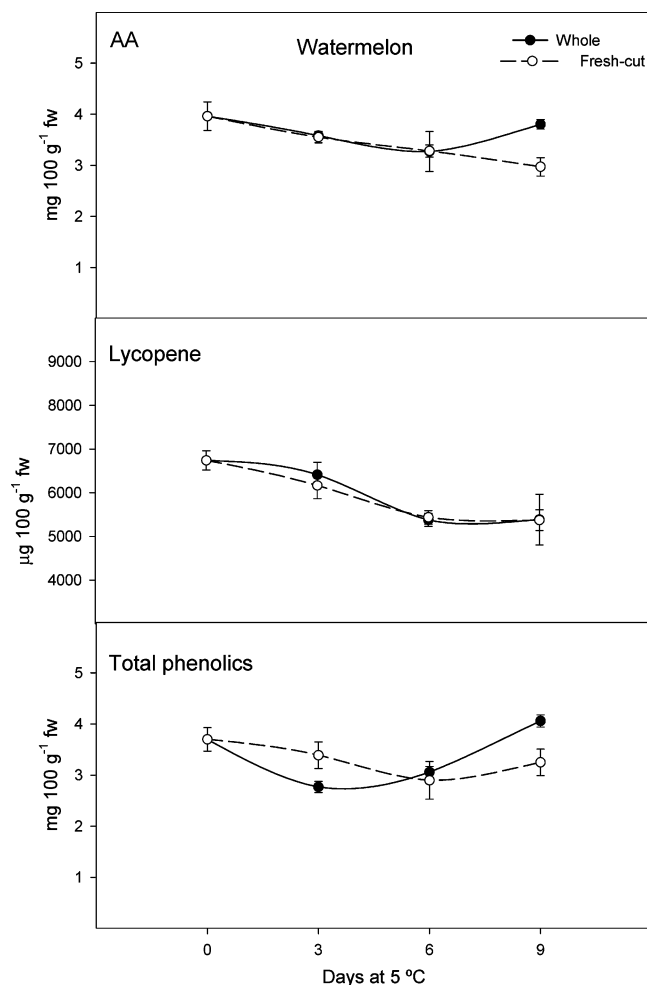 AA
Watermelon
Whole
Fresh-cut
5
4
3
2
1
mg 100 g⁻¹ fw
Lycopene
9000
8000
7000
6000
5000
4000
µg 100 g⁻¹ fw
Total phenolics
5
4
3
2
1
mg 100 g⁻¹ fw
0 3 6 9
Days at 5 ºC